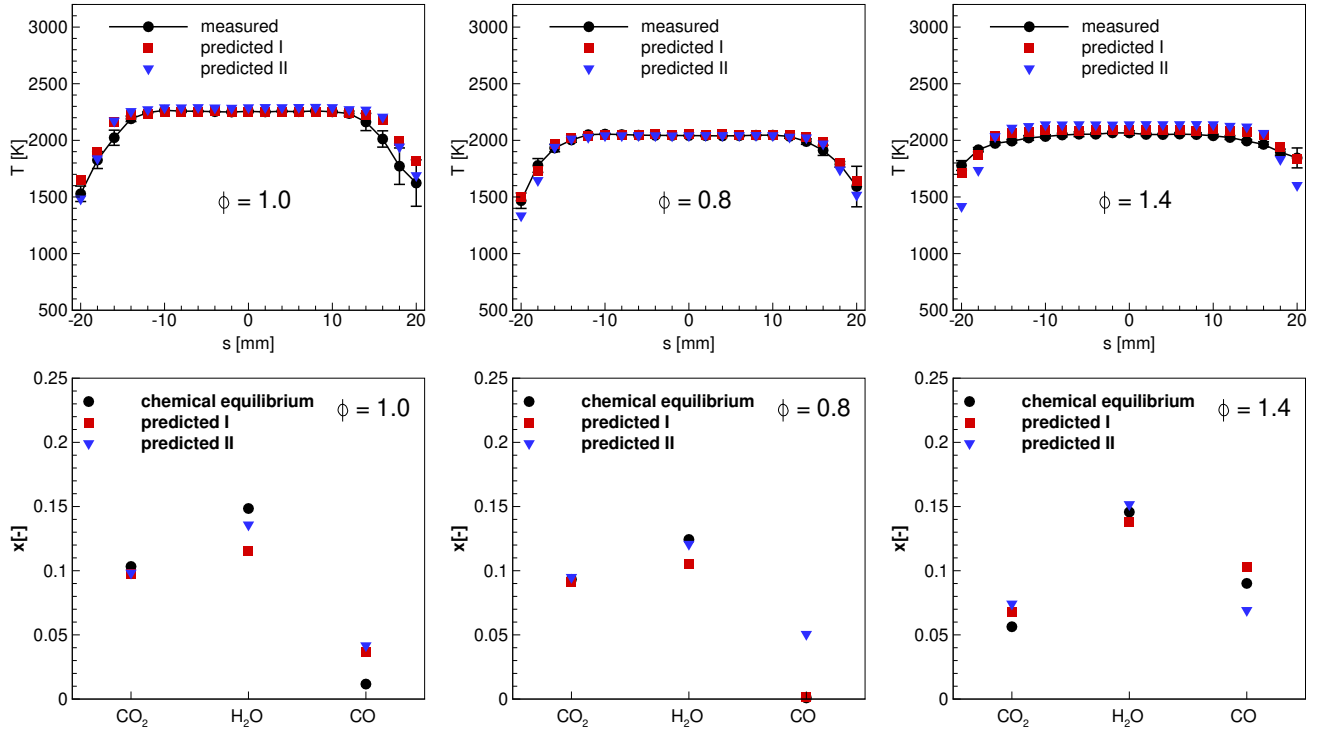 3000
2500
2000
1500
1000
500
T [K]
measured
predicted I
predicted II
ϕ = 1.0
-20
-10
0
10
20
s [mm]
3000
2500
2000
1500
1000
500
T [K]
measured
predicted I
predicted II
ϕ = 0.8
-20
-10
0
10
20
s [mm]
3000
2500
2000
1500
1000
500
T [K]
measured
predicted I
predicted II
ϕ = 1.4
-20
-10
0
10
20
s [mm]
0.25
0.2
0.15
0.1
0.05
0
x[-]
chemical equilibrium
predicted I
predicted II
ϕ = 1.0
CO₂
H₂O
CO
0.25
0.2
0.15
0.1
0.05
0
x[-]
chemical equilibrium
predicted I
predicted II
ϕ = 0.8
CO₂
H₂O
CO
0.25
0.2
0.15
0.1
0.05
0
x[-]
chemical equilibrium
predicted I
predicted II
ϕ = 1.4
CO₂
H₂O
CO